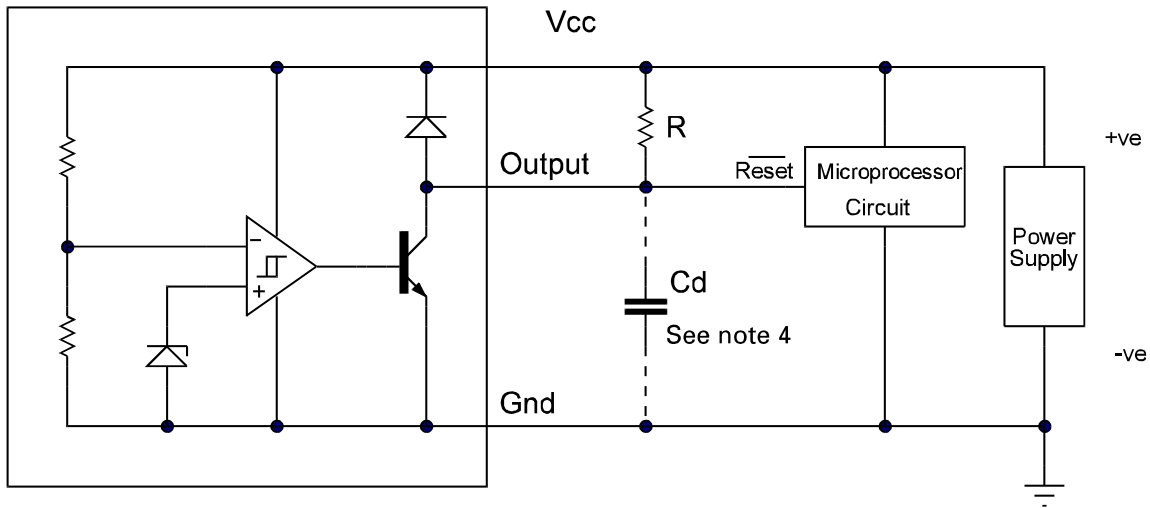 Vcc
R
+ve
Output
Reset
Microprocessor
Circuit
Power
Supply
−
+
Cd
See note 4
-ve
Gnd